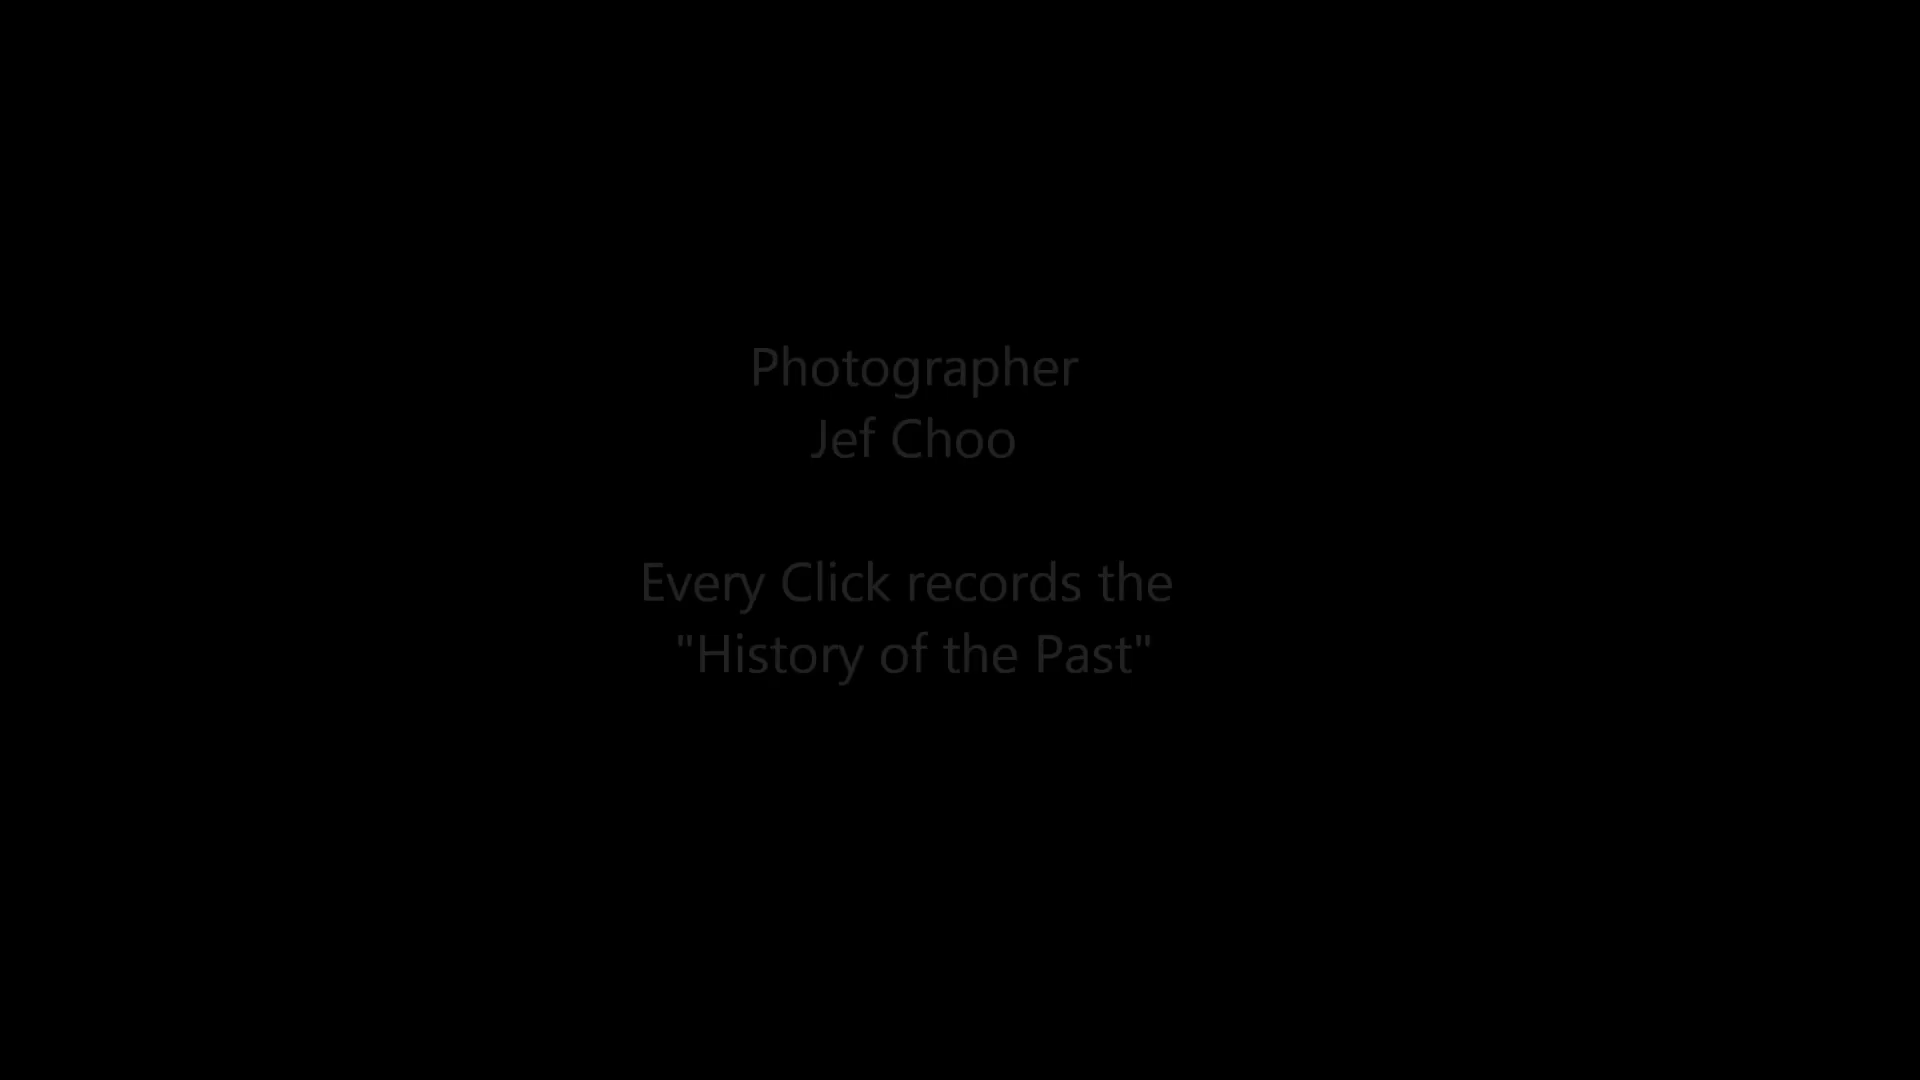 Photographer
Jef Choo
Every Click records the
"History of the Past"